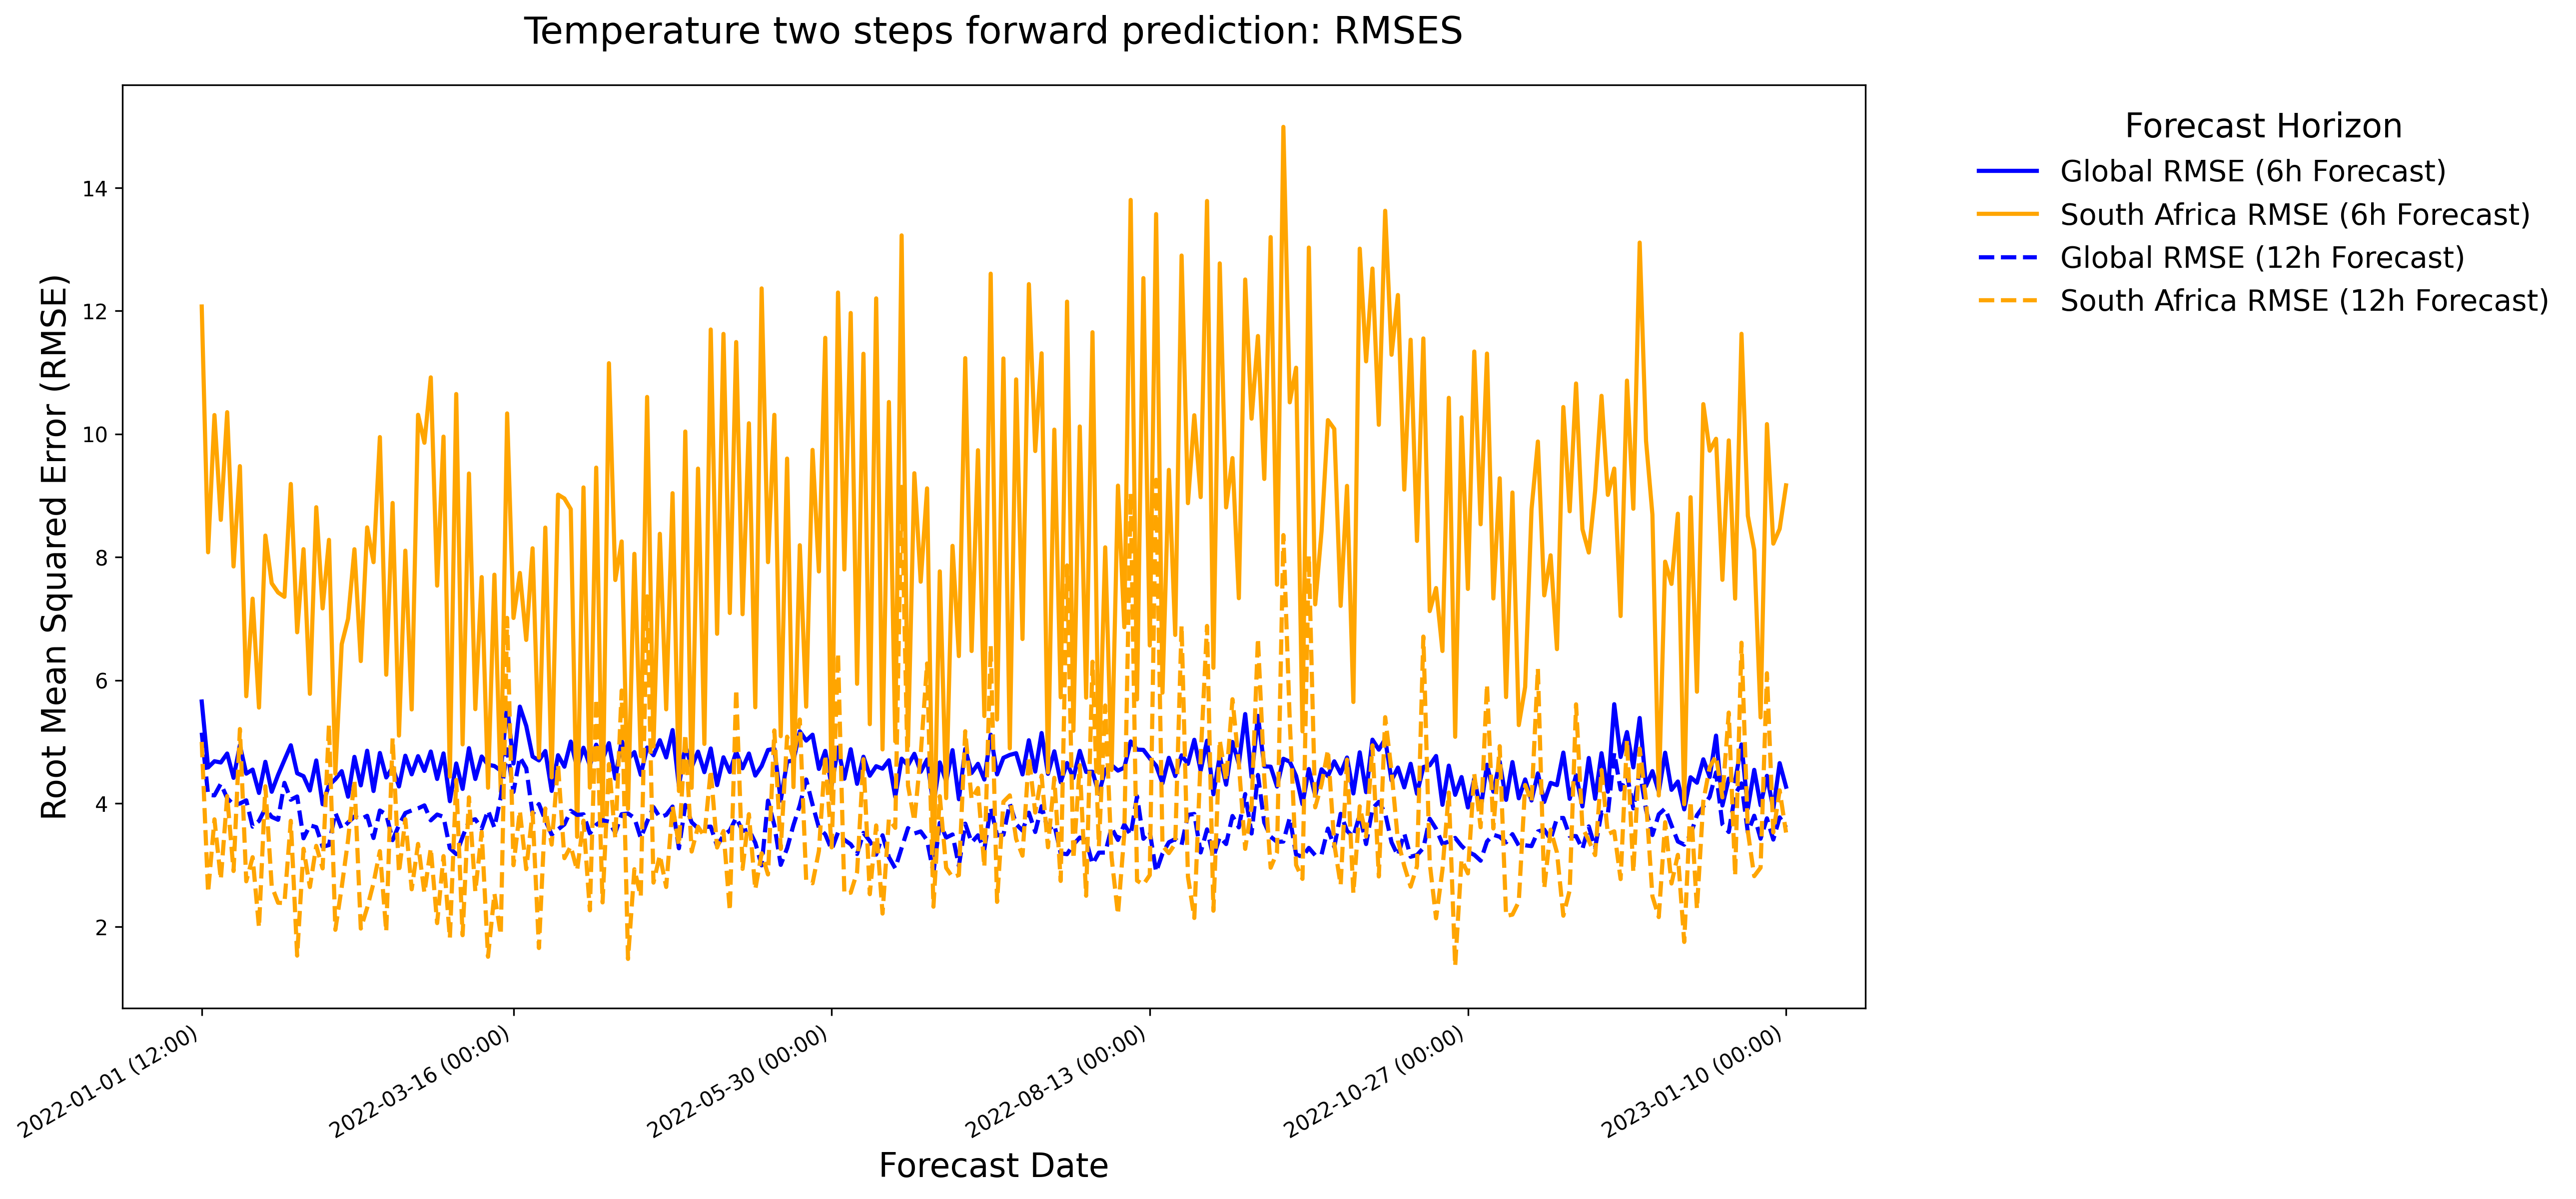 Temperature two steps forward prediction: RMSES
Root Mean Squared Error (RMSE)
14
12
10
8
6
4
2
2022-01-01 (12:00)
2022-03-16 (00:00)
2022-05-30 (00:00)
2022-08-13 (00:00)
2022-10-27 (00:00)
2023-01-10 (00:00)
Forecast Date
Forecast Horizon
Global RMSE (6h Forecast)
South Africa RMSE (6h Forecast)
Global RMSE (12h Forecast)
South Africa RMSE (12h Forecast)